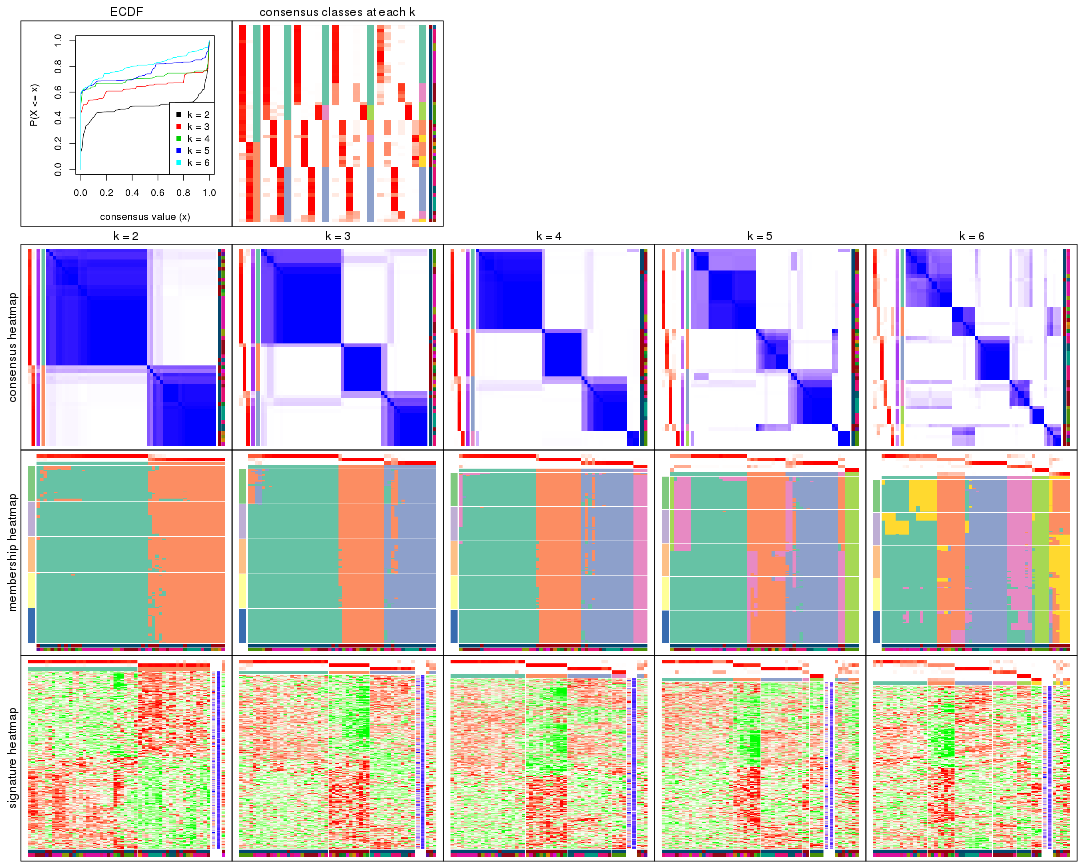 ECDF
consensus classes at each k
P(X <= x)
1.0
0.8
0.6
0.4
0.2
0.0
k = 2
k = 3
k = 4
k = 5
k = 6
0.0 0.2 0.4 0.6 0.8 1.0
consensus value (x)
k = 2
k = 3
k = 4
k = 5
k = 6
consensus heatmap
membership heatmap
signature heatmap